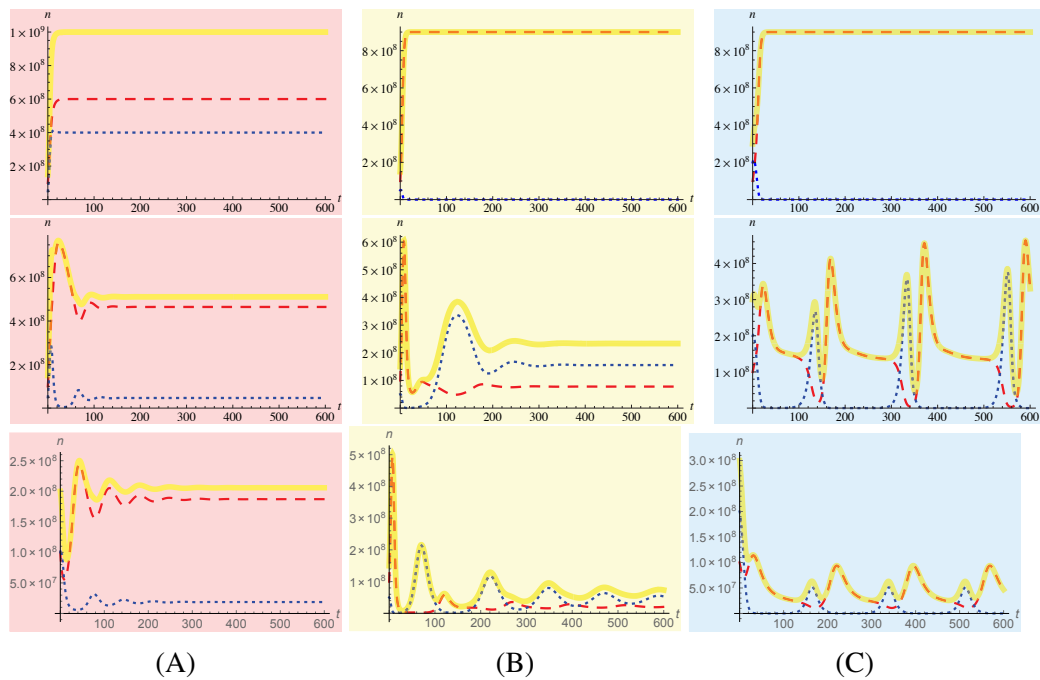 n n n
1 × 10⁹
8 × 10⁸
6 × 10⁸
4 × 10⁸
2 × 10⁸
100 200 300 400 500 600 t
8 × 10⁸
6 × 10⁸
4 × 10⁸
2 × 10⁸
100 200 300 400 500 600 t
8 × 10⁸
6 × 10⁸
4 × 10⁸
2 × 10⁸
100 200 300 400 500 600 t
n n n
6 × 10⁸
4 × 10⁸
2 × 10⁸
100 200 300 400 500 600 t
6 × 10⁸
5 × 10⁸
4 × 10⁸
3 × 10⁸
2 × 10⁸
1 × 10⁸
100 200 300 400 500 600 t
4 × 10⁸
3 × 10⁸
2 × 10⁸
1 × 10⁸
100 200 300 400 500 600 t
n n n
2.5 × 10⁸
2.0 × 10⁸
1.5 × 10⁸
1.0 × 10⁸
5.0 × 10⁷
100 200 300 400 500 600 t
5 × 10⁸
4 × 10⁸
3 × 10⁸
2 × 10⁸
1 × 10⁸
100 200 300 400 500 600 t
3.0 × 10⁸
2.5 × 10⁸
2.0 × 10⁸
1.5 × 10⁸
1.0 × 10⁸
5.0 × 10⁷
100 200 300 400 500 600 t
(A) (B) (C)